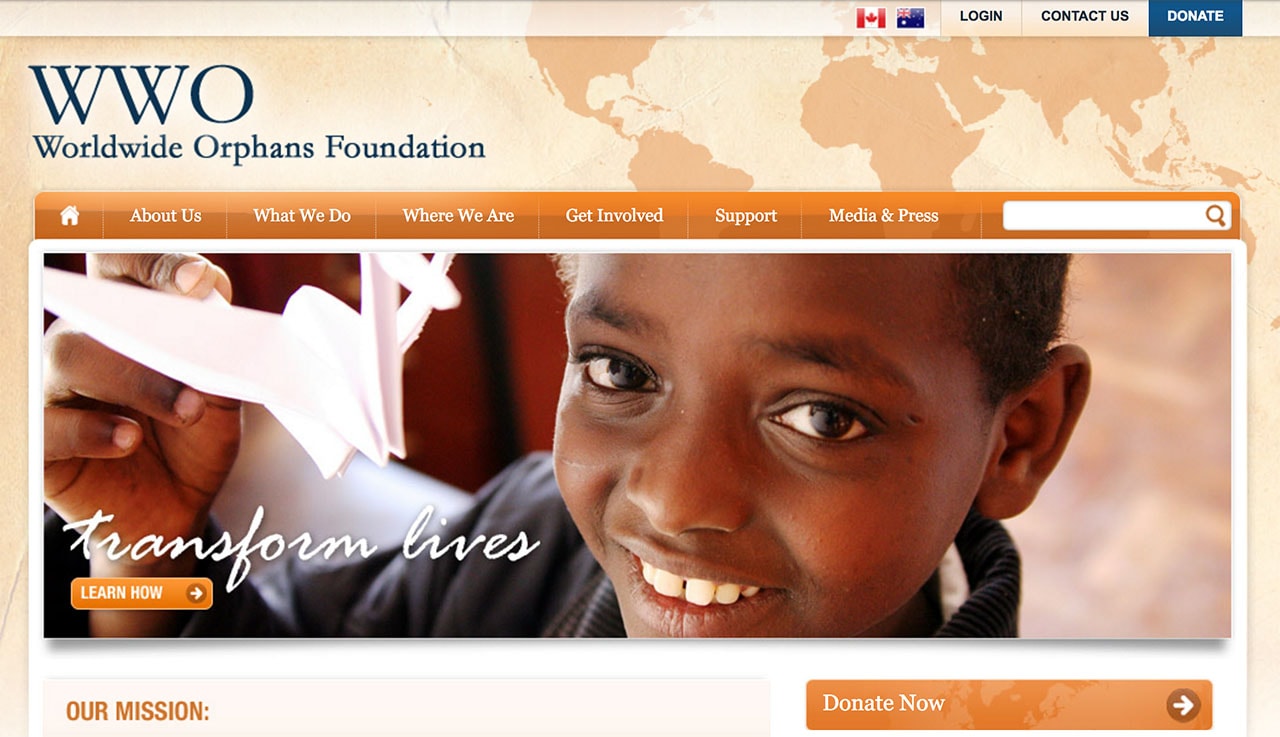 LOGIN
CONTACT US
DONATE
WWO
Worldwide Orphans Foundation
About Us
What We Do
Where We Are
Get Involved
Support
Media & Press
transform lives
LEARN HOW
OUR MISSION:
Donate Now